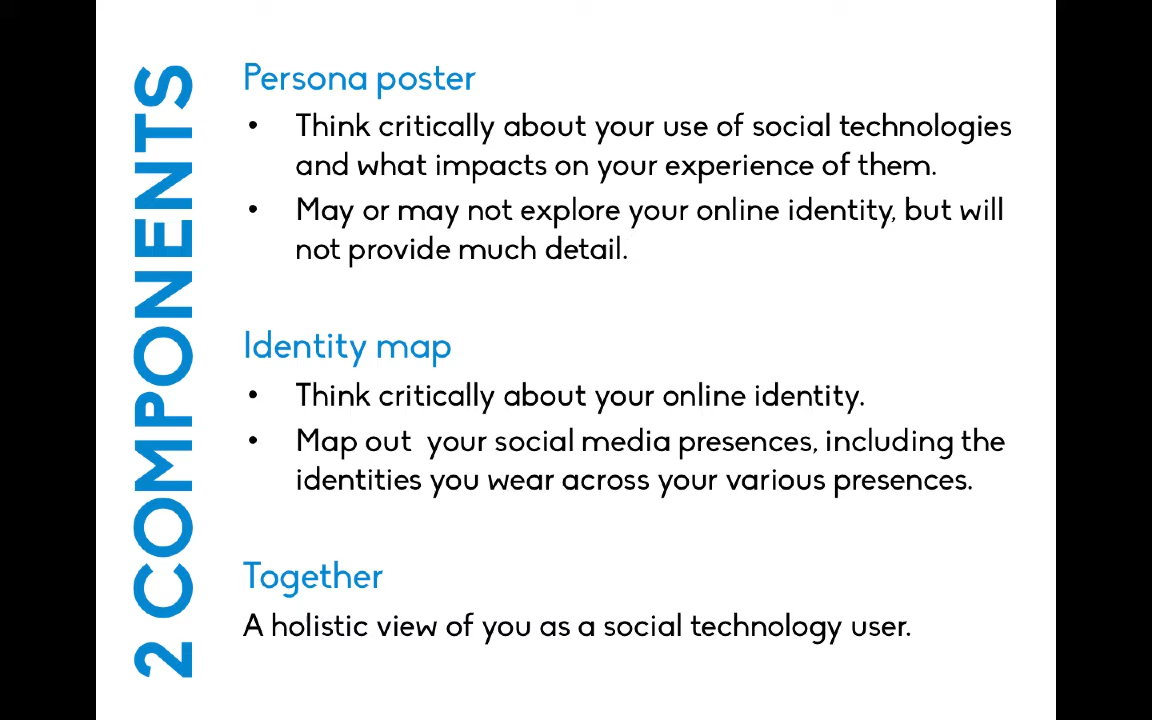 2 COMPONENTS
Persona poster
• Think critically about your use of social technologies
and what impacts on your experience of them.
• May or may not explore your online identity, but will
not provide much detail.
Identity map
• Think critically about your online identity.
• Map out  your social media presences, including the
identities you wear across your various presences.
Together
A holistic view of you as a social technology user.